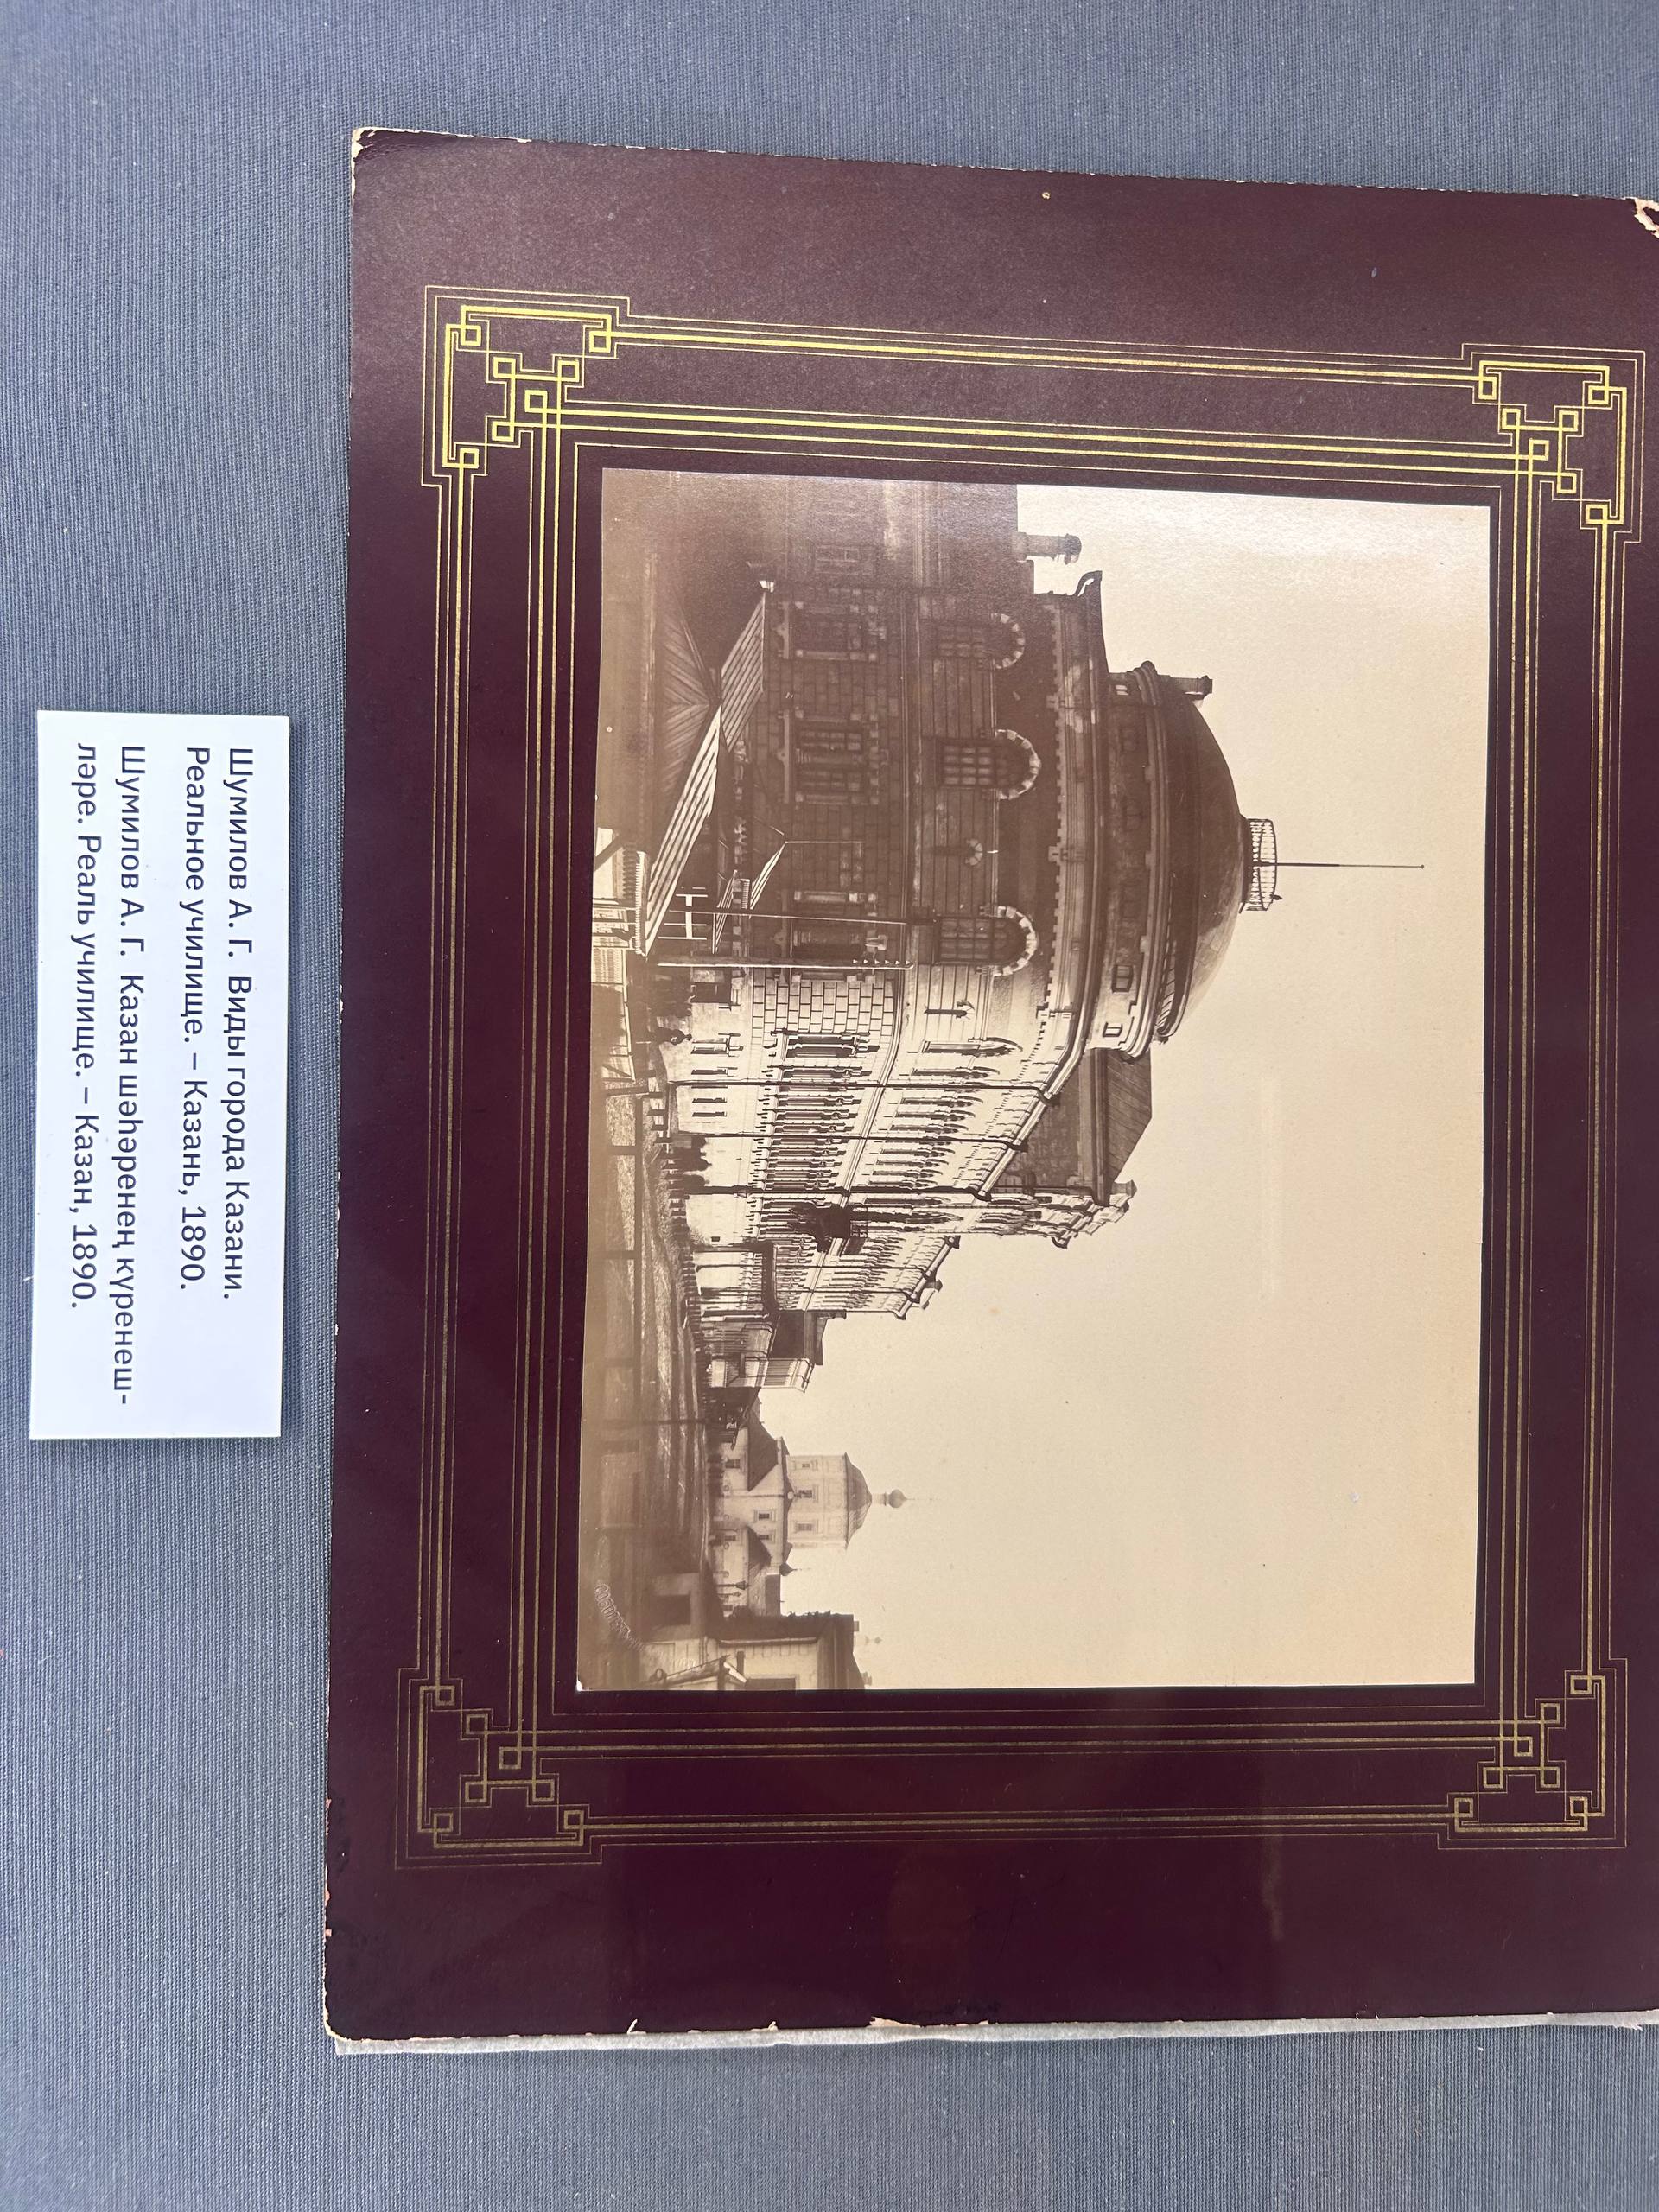 Шумилов А. Г. Виды города Казани.
Реальное училище. – Казань, 1890.
Шумилов А. Г. Казан шәһәренең күренеш-
ләре. Реаль училище. – Казан, 1890.